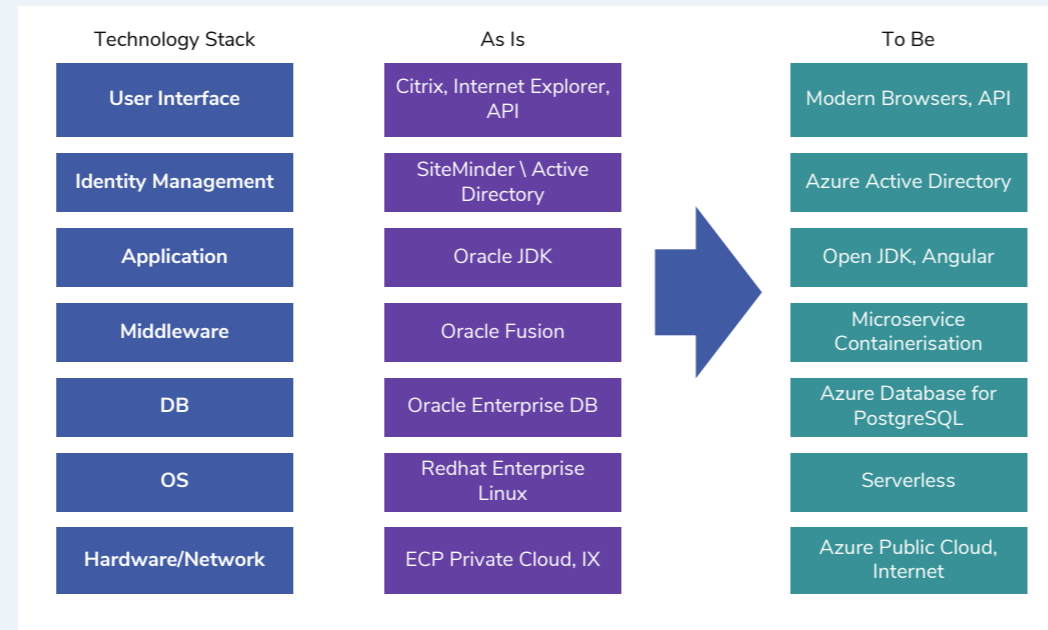 Technology Stack
As Is
To Be
User Interface
Citrix, Internet Explorer,
API
Modern Browsers, API
Identity Management
SiteMinder \ Active
Directory
Azure Active Directory
Application
Oracle JDK
Open JDK, Angular
Middleware
Oracle Fusion
Microservice
Containerisation
DB
Oracle Enterprise DB
Azure Database for
PostgreSQL
OS
Redhat Enterprise
Linux
Serverless
Hardware/Network
ECP Private Cloud, IX
Azure Public Cloud,
Internet